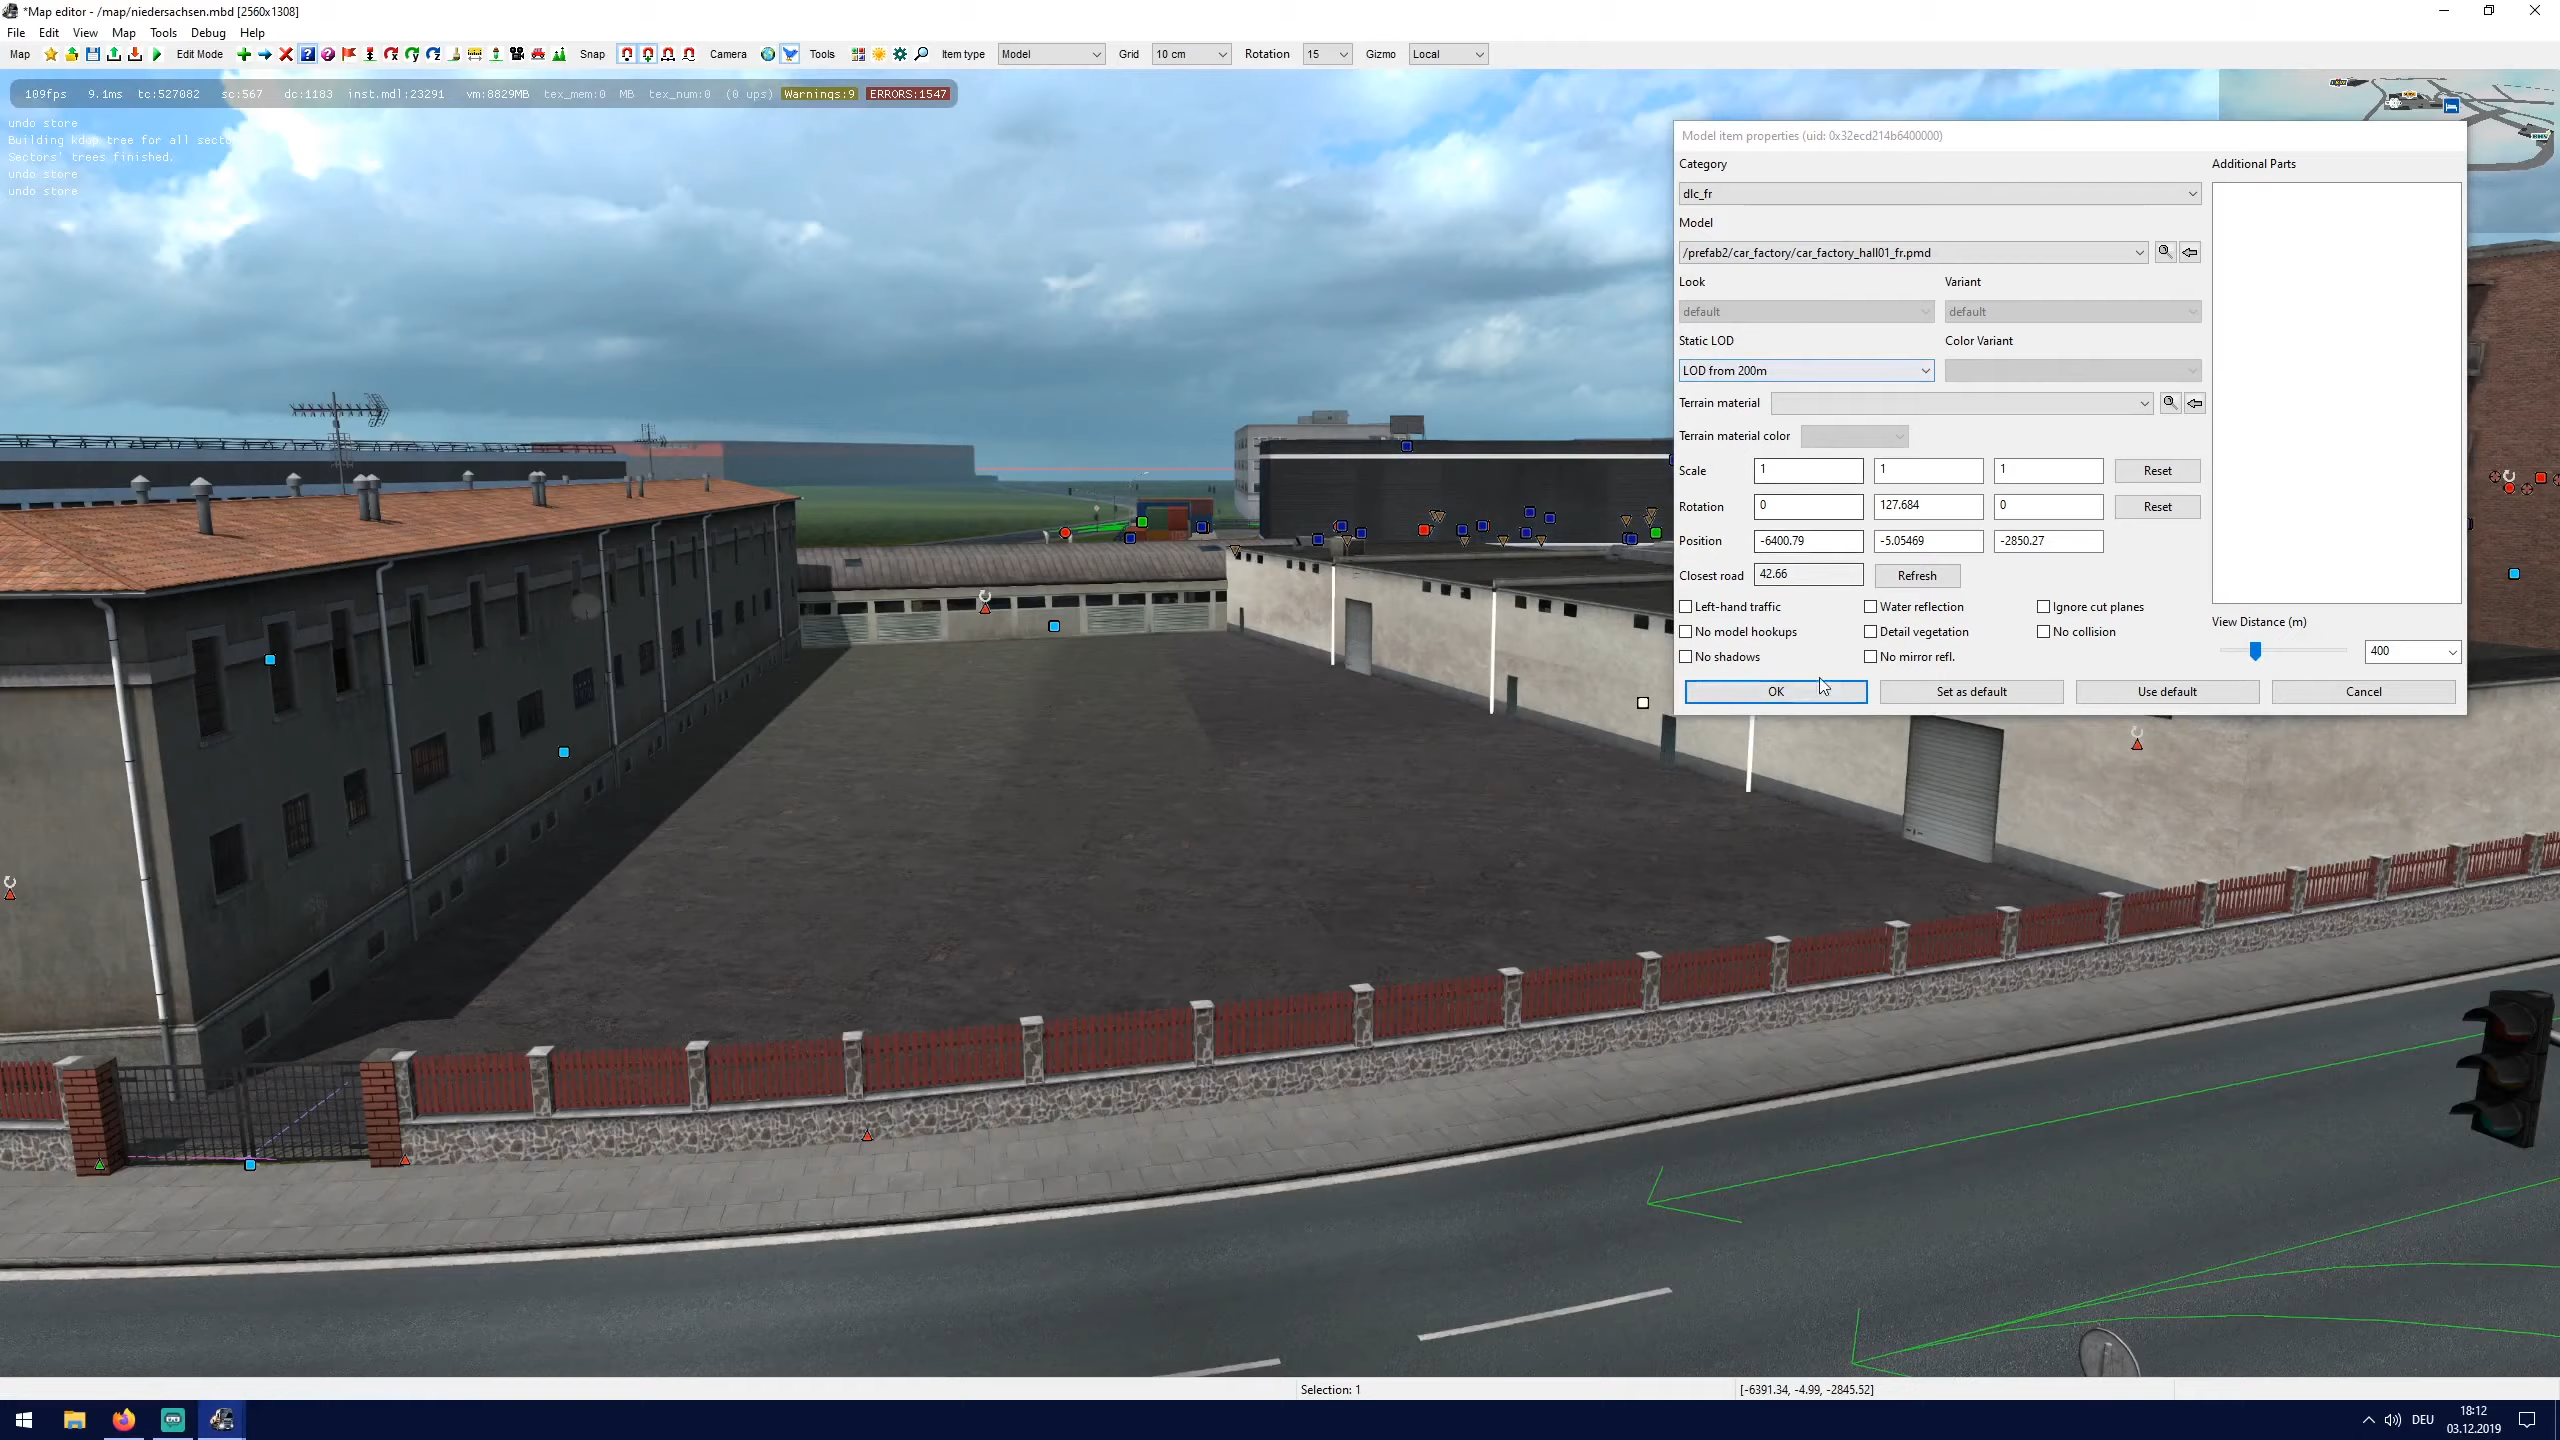 *Map editor - /map/niedersachsen.mbd [2560x1308]
File Edit View Map Tools Debug Help
Map Edit Mode Snap Camera Tools Item type Model Grid 10 cm Rotation 15 Gizmo Local
109fps 9.1ms tc:527082 sc:567 dc:1183 inst.mdl:23291 vm:8829MB tex_mem:0 MB tex_num:0 (0 ups) Warnings:9 ERRORS:1547
undo store
Building kdop tree for all secto
Sectors' trees finished.
undo store
undo store
Model item properties (uid: 0x32ecd214b6400000)
Category Additional Parts
dlc_fr
Model
/prefab2/car_factory/car_factory_hall01_fr.pmd
Look Variant
default default
Static LOD Color Variant
LOD from 200m
Terrain material
Terrain material color
Scale 1 1 1 Reset
Rotation 0 127.684 0 Reset
Position -6400.79 -5.05469 -2850.27
Closest road 42.66 Refresh
Left-hand traffic Water reflection Ignore cut planes
No model hookups Detail vegetation No collision
No shadows No mirror refl.
View Distance (m)
400
OK Set as default Use default Cancel
Selection: 1 [-6391.34, -4.99, -2845.52]
DEU
18:12
03.12.2019